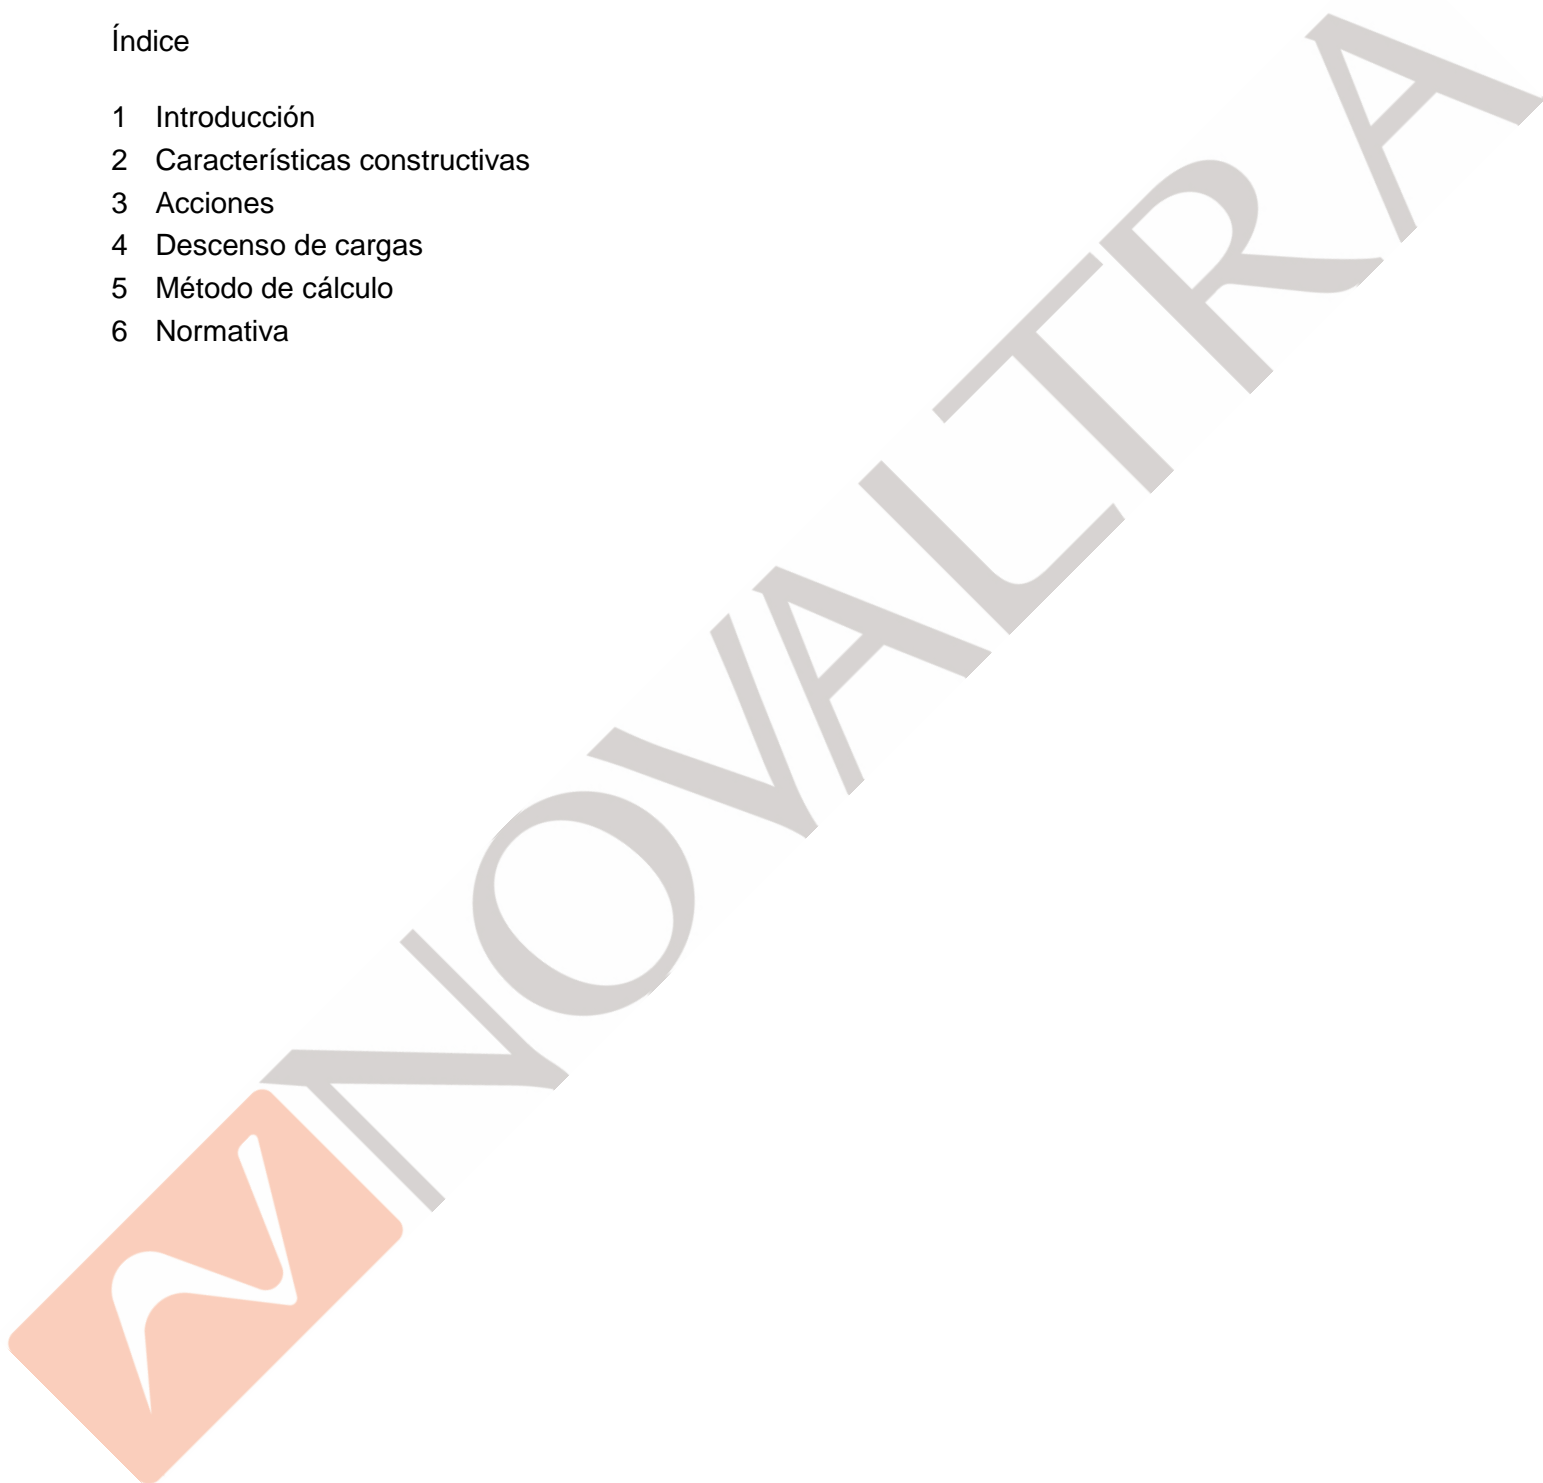 Índice
1 Introducción
2 Características constructivas
3 Acciones
4 Descenso de cargas
5 Método de cálculo
6 Normativa
NOVALTRA